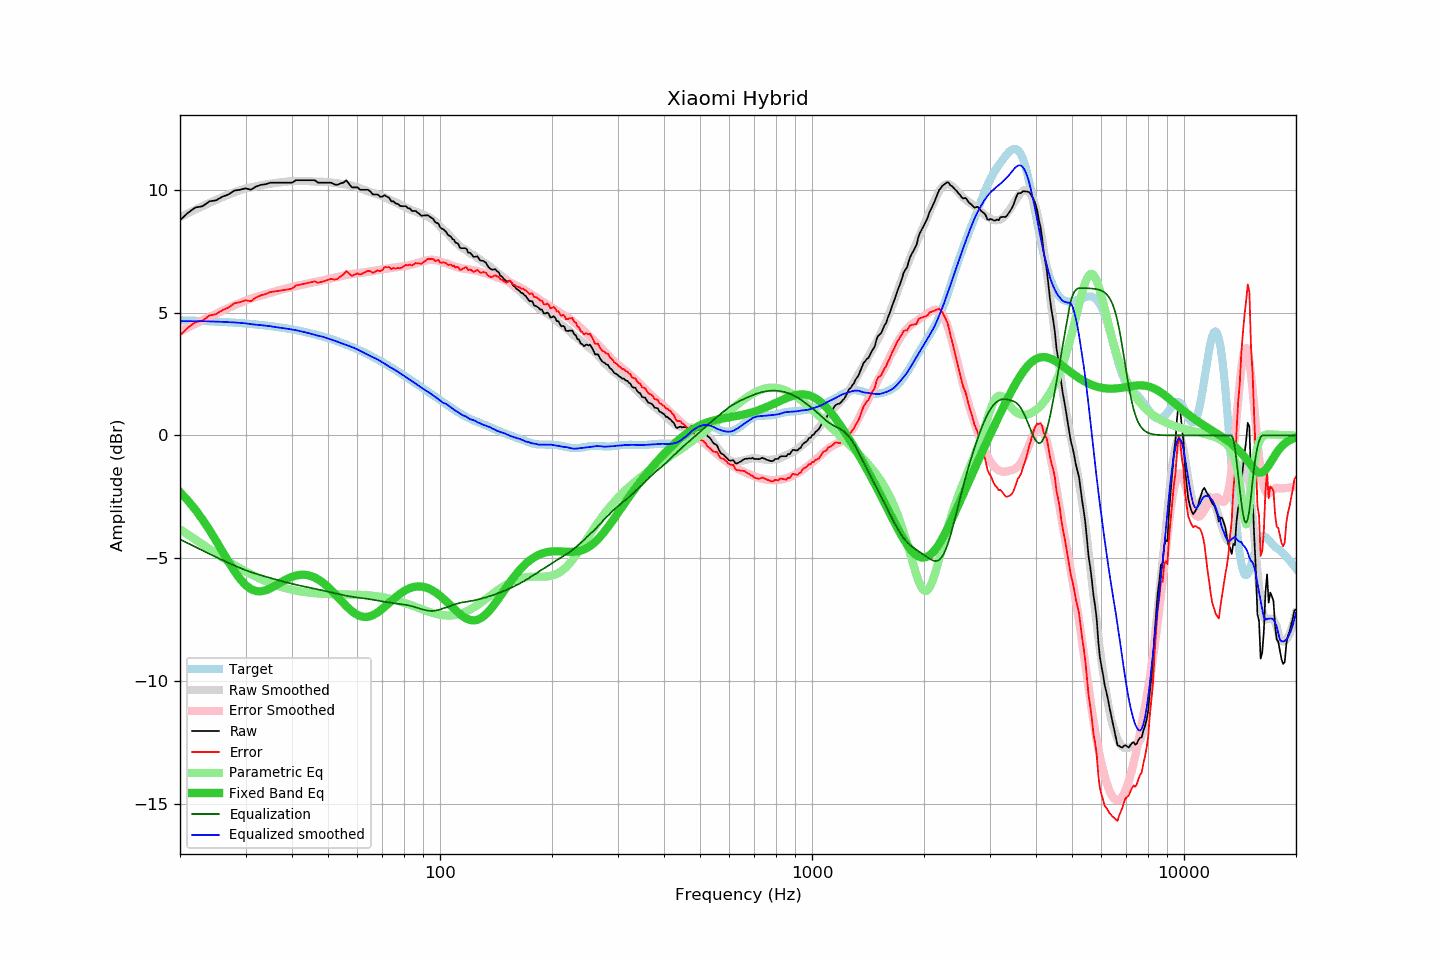 Xiaomi Hybrid
Amplitude (dBr)
10
5
0
−5
−10
−15
Target
Raw Smoothed
Error Smoothed
Raw
Error
Parametric Eq
Fixed Band Eq
Equalization
Equalized smoothed
100
1000
10000
Frequency (Hz)